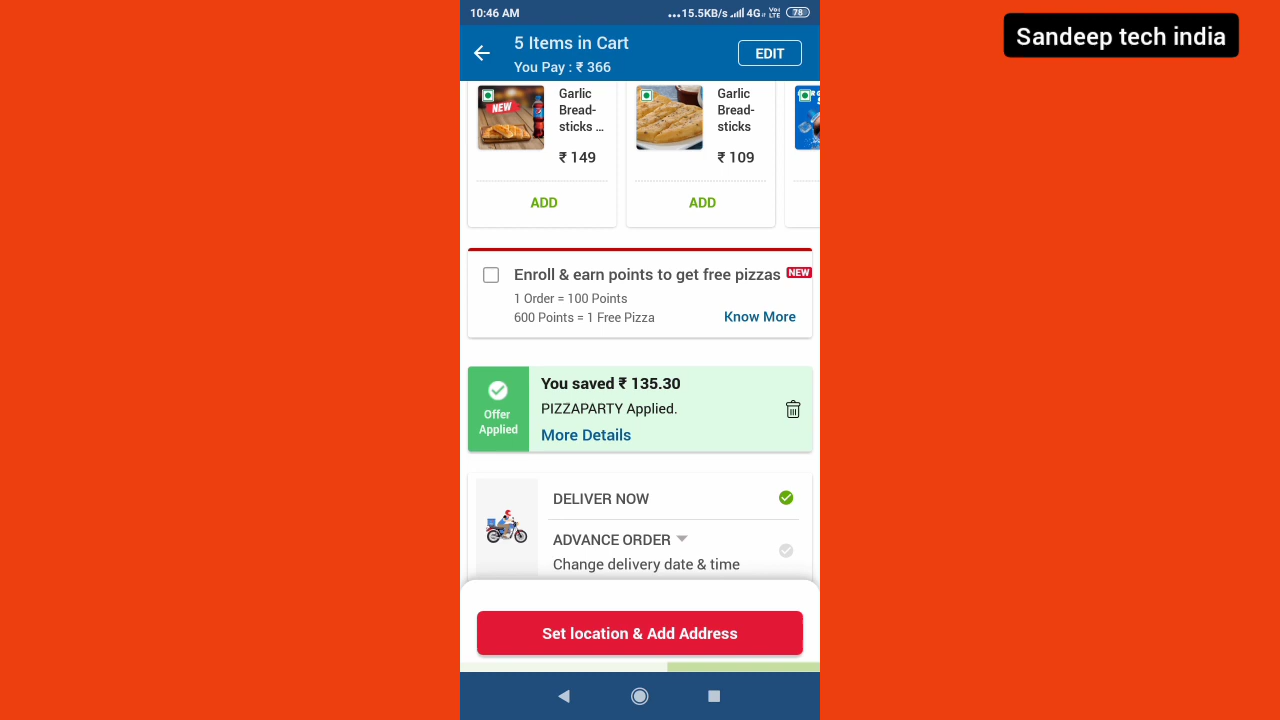 10:46 AM
...15.5KB/s 4G VoLTE 78
Sandeep tech india
5 Items in Cart
You Pay : ₹ 366
EDIT
NEW
Garlic
Bread-
sticks ...
₹ 149
ADD
Garlic
Bread-
sticks
₹ 109
ADD
Enroll & earn points to get free pizzas NEW
1 Order = 100 Points
600 Points = 1 Free Pizza
Know More
Offer
Applied
You saved ₹ 135.30
PIZZAPARTY Applied.
More Details
DELIVER NOW
ADVANCE ORDER
Change delivery date & time
Set location & Add Address